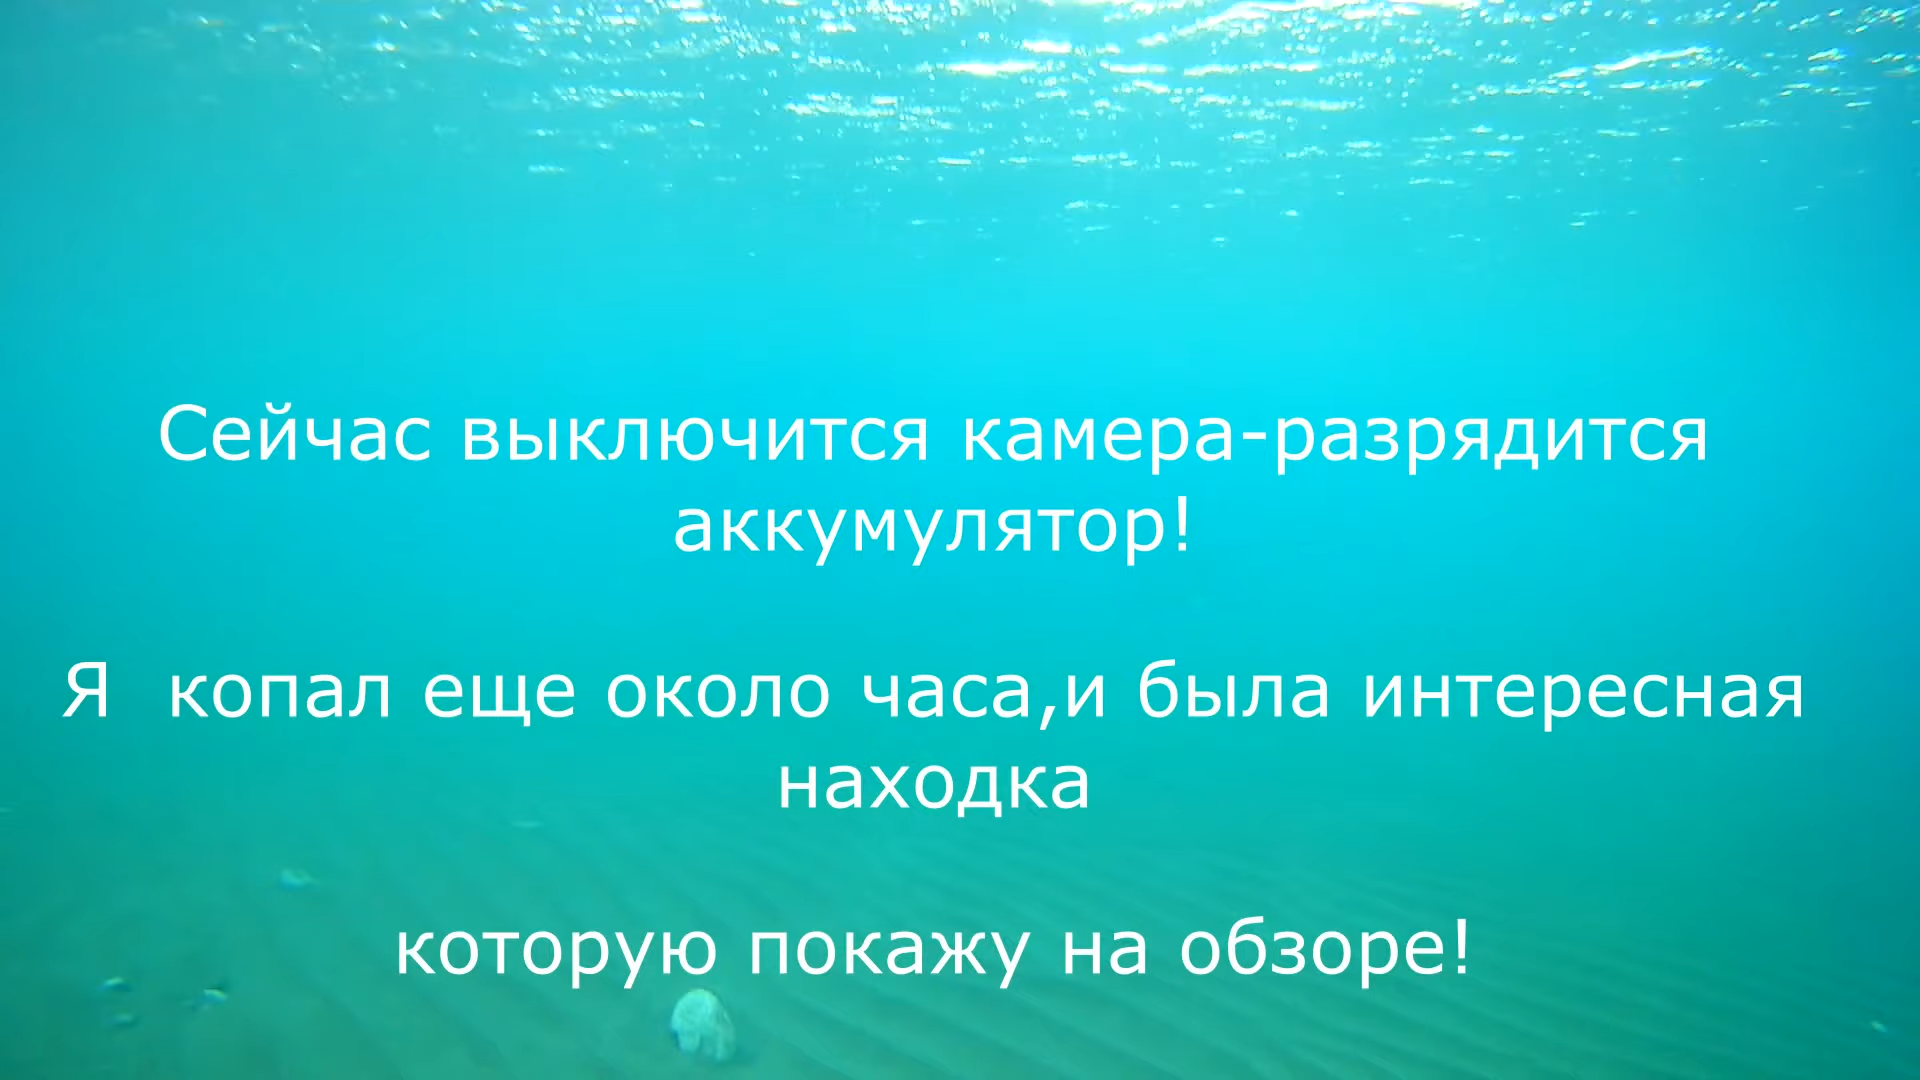 Сейчас выключится камера-разрядится
аккумулятор!
Я  копал еще около часа,и была интересная
находка
которую покажу на обзоре!